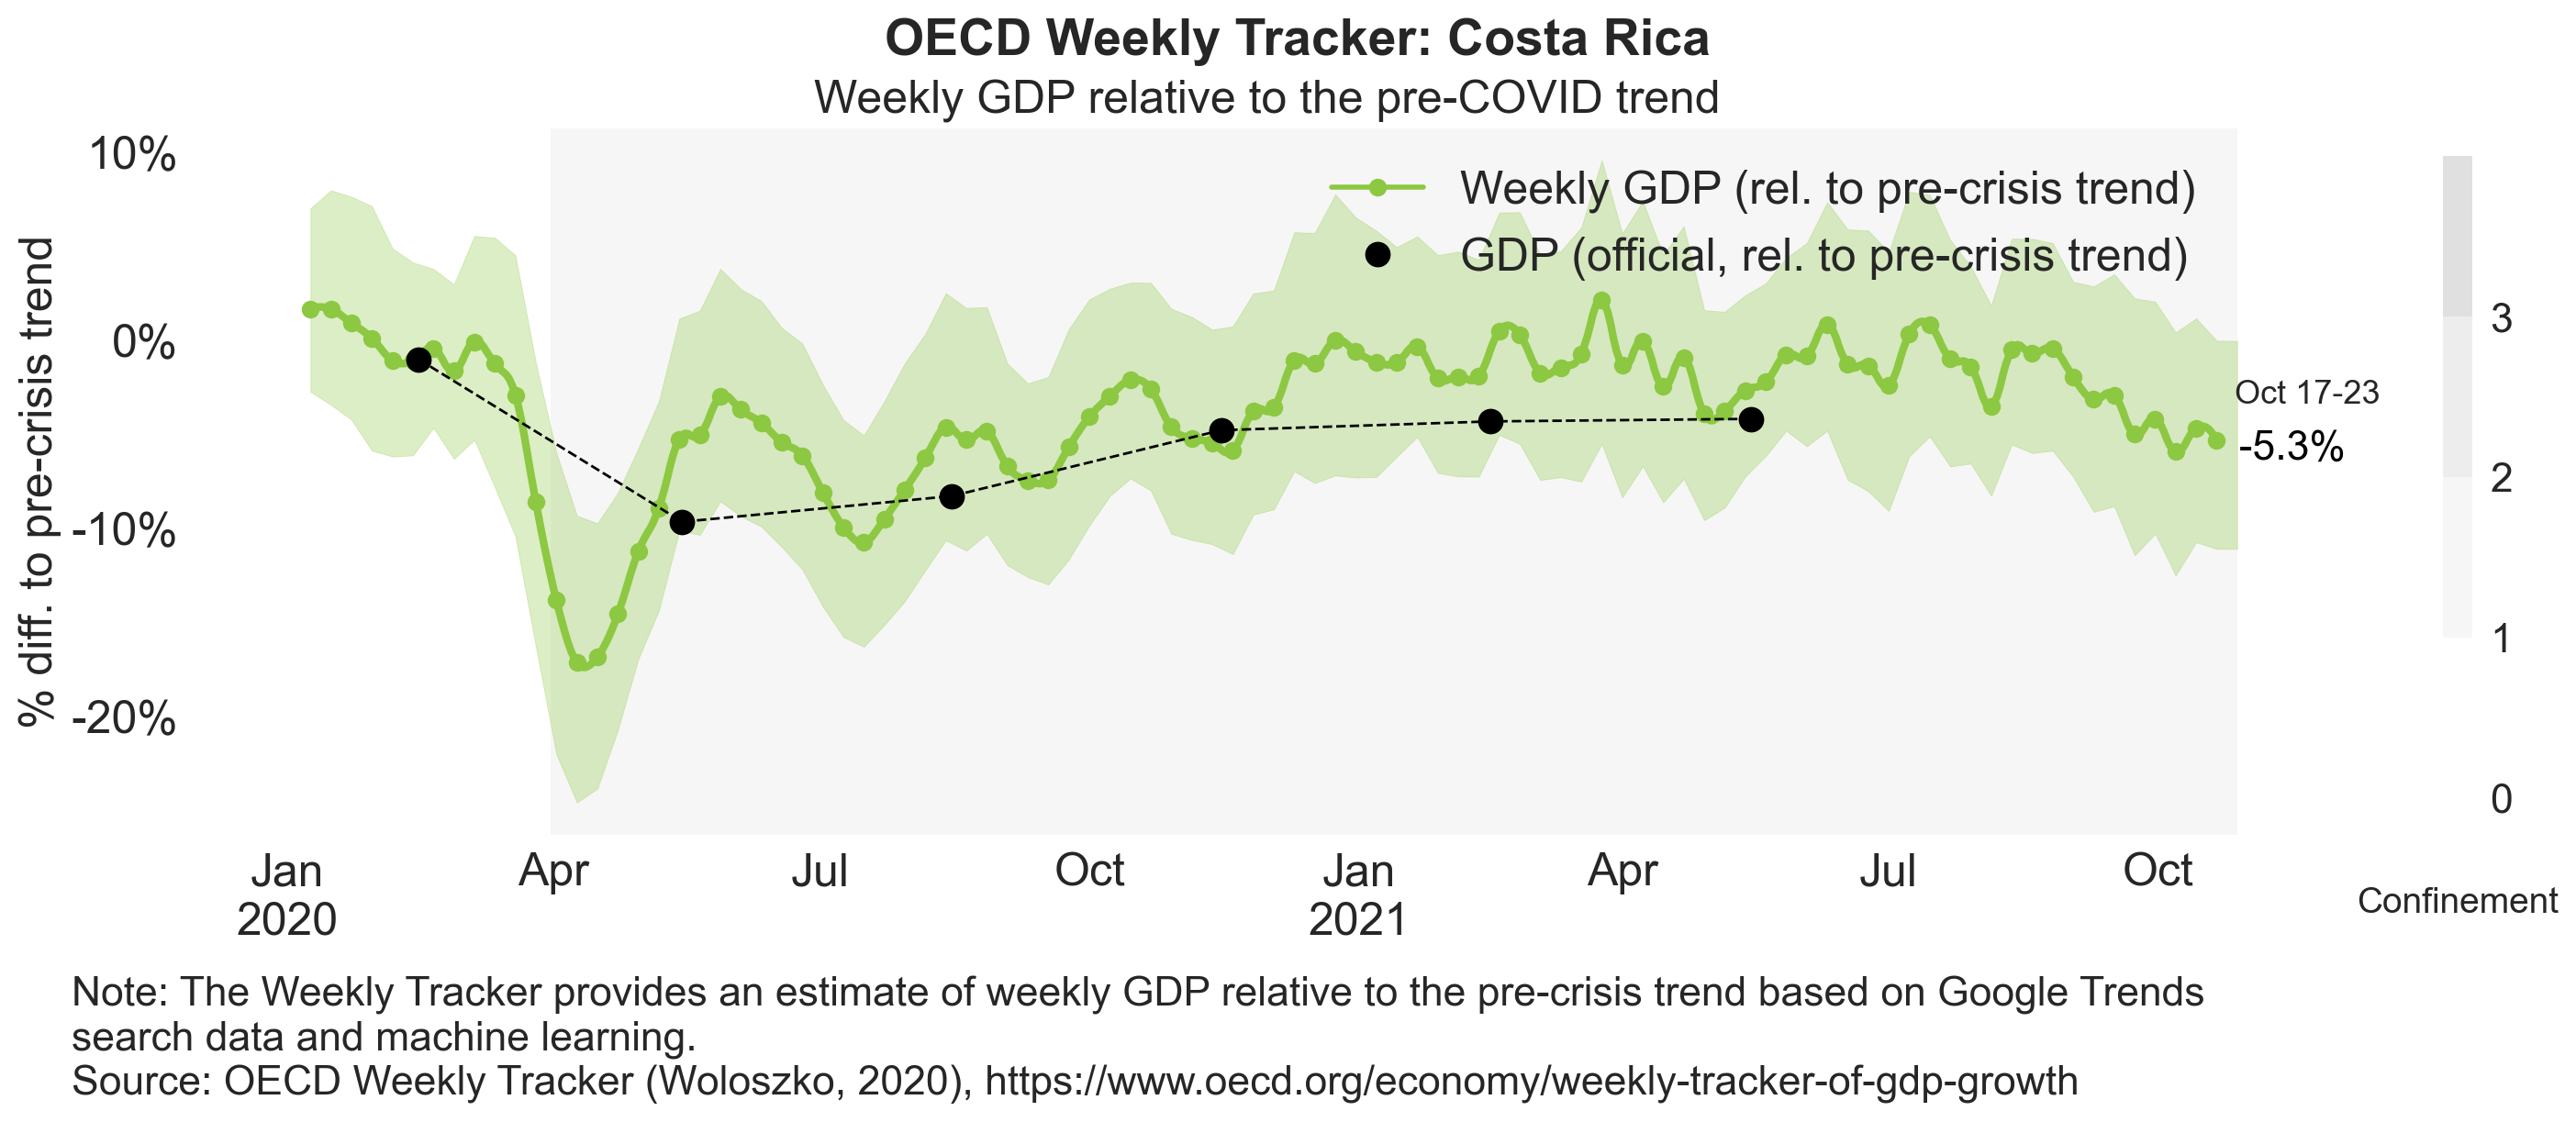 OECD Weekly Tracker: Costa Rica
Weekly GDP relative to the pre-COVID trend
% diff. to pre-crisis trend
10%
0%
-10%
-20%
Weekly GDP (rel. to pre-crisis trend)
GDP (official, rel. to pre-crisis trend)
Oct 17-23
-5.3%
3
2
1
0
Confinement
Jan Apr Jul Oct Jan Apr Jul Oct
2020 2021
Note: The Weekly Tracker provides an estimate of weekly GDP relative to the pre-crisis trend based on Google Trends
search data and machine learning.
Source: OECD Weekly Tracker (Woloszko, 2020), https://www.oecd.org/economy/weekly-tracker-of-gdp-growth